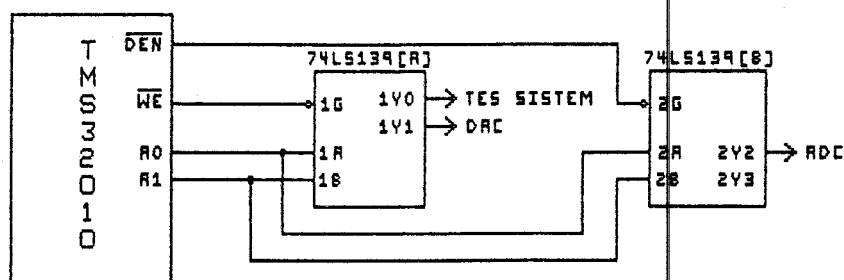 TMS32010
DEN
WE
A0
A1
74LS139[A]
1G
1A
1B
1Y0
1Y1
TES SISTEM
DAC
74LS139[B]
2G
2A
2B
2Y2
2Y3
ADC